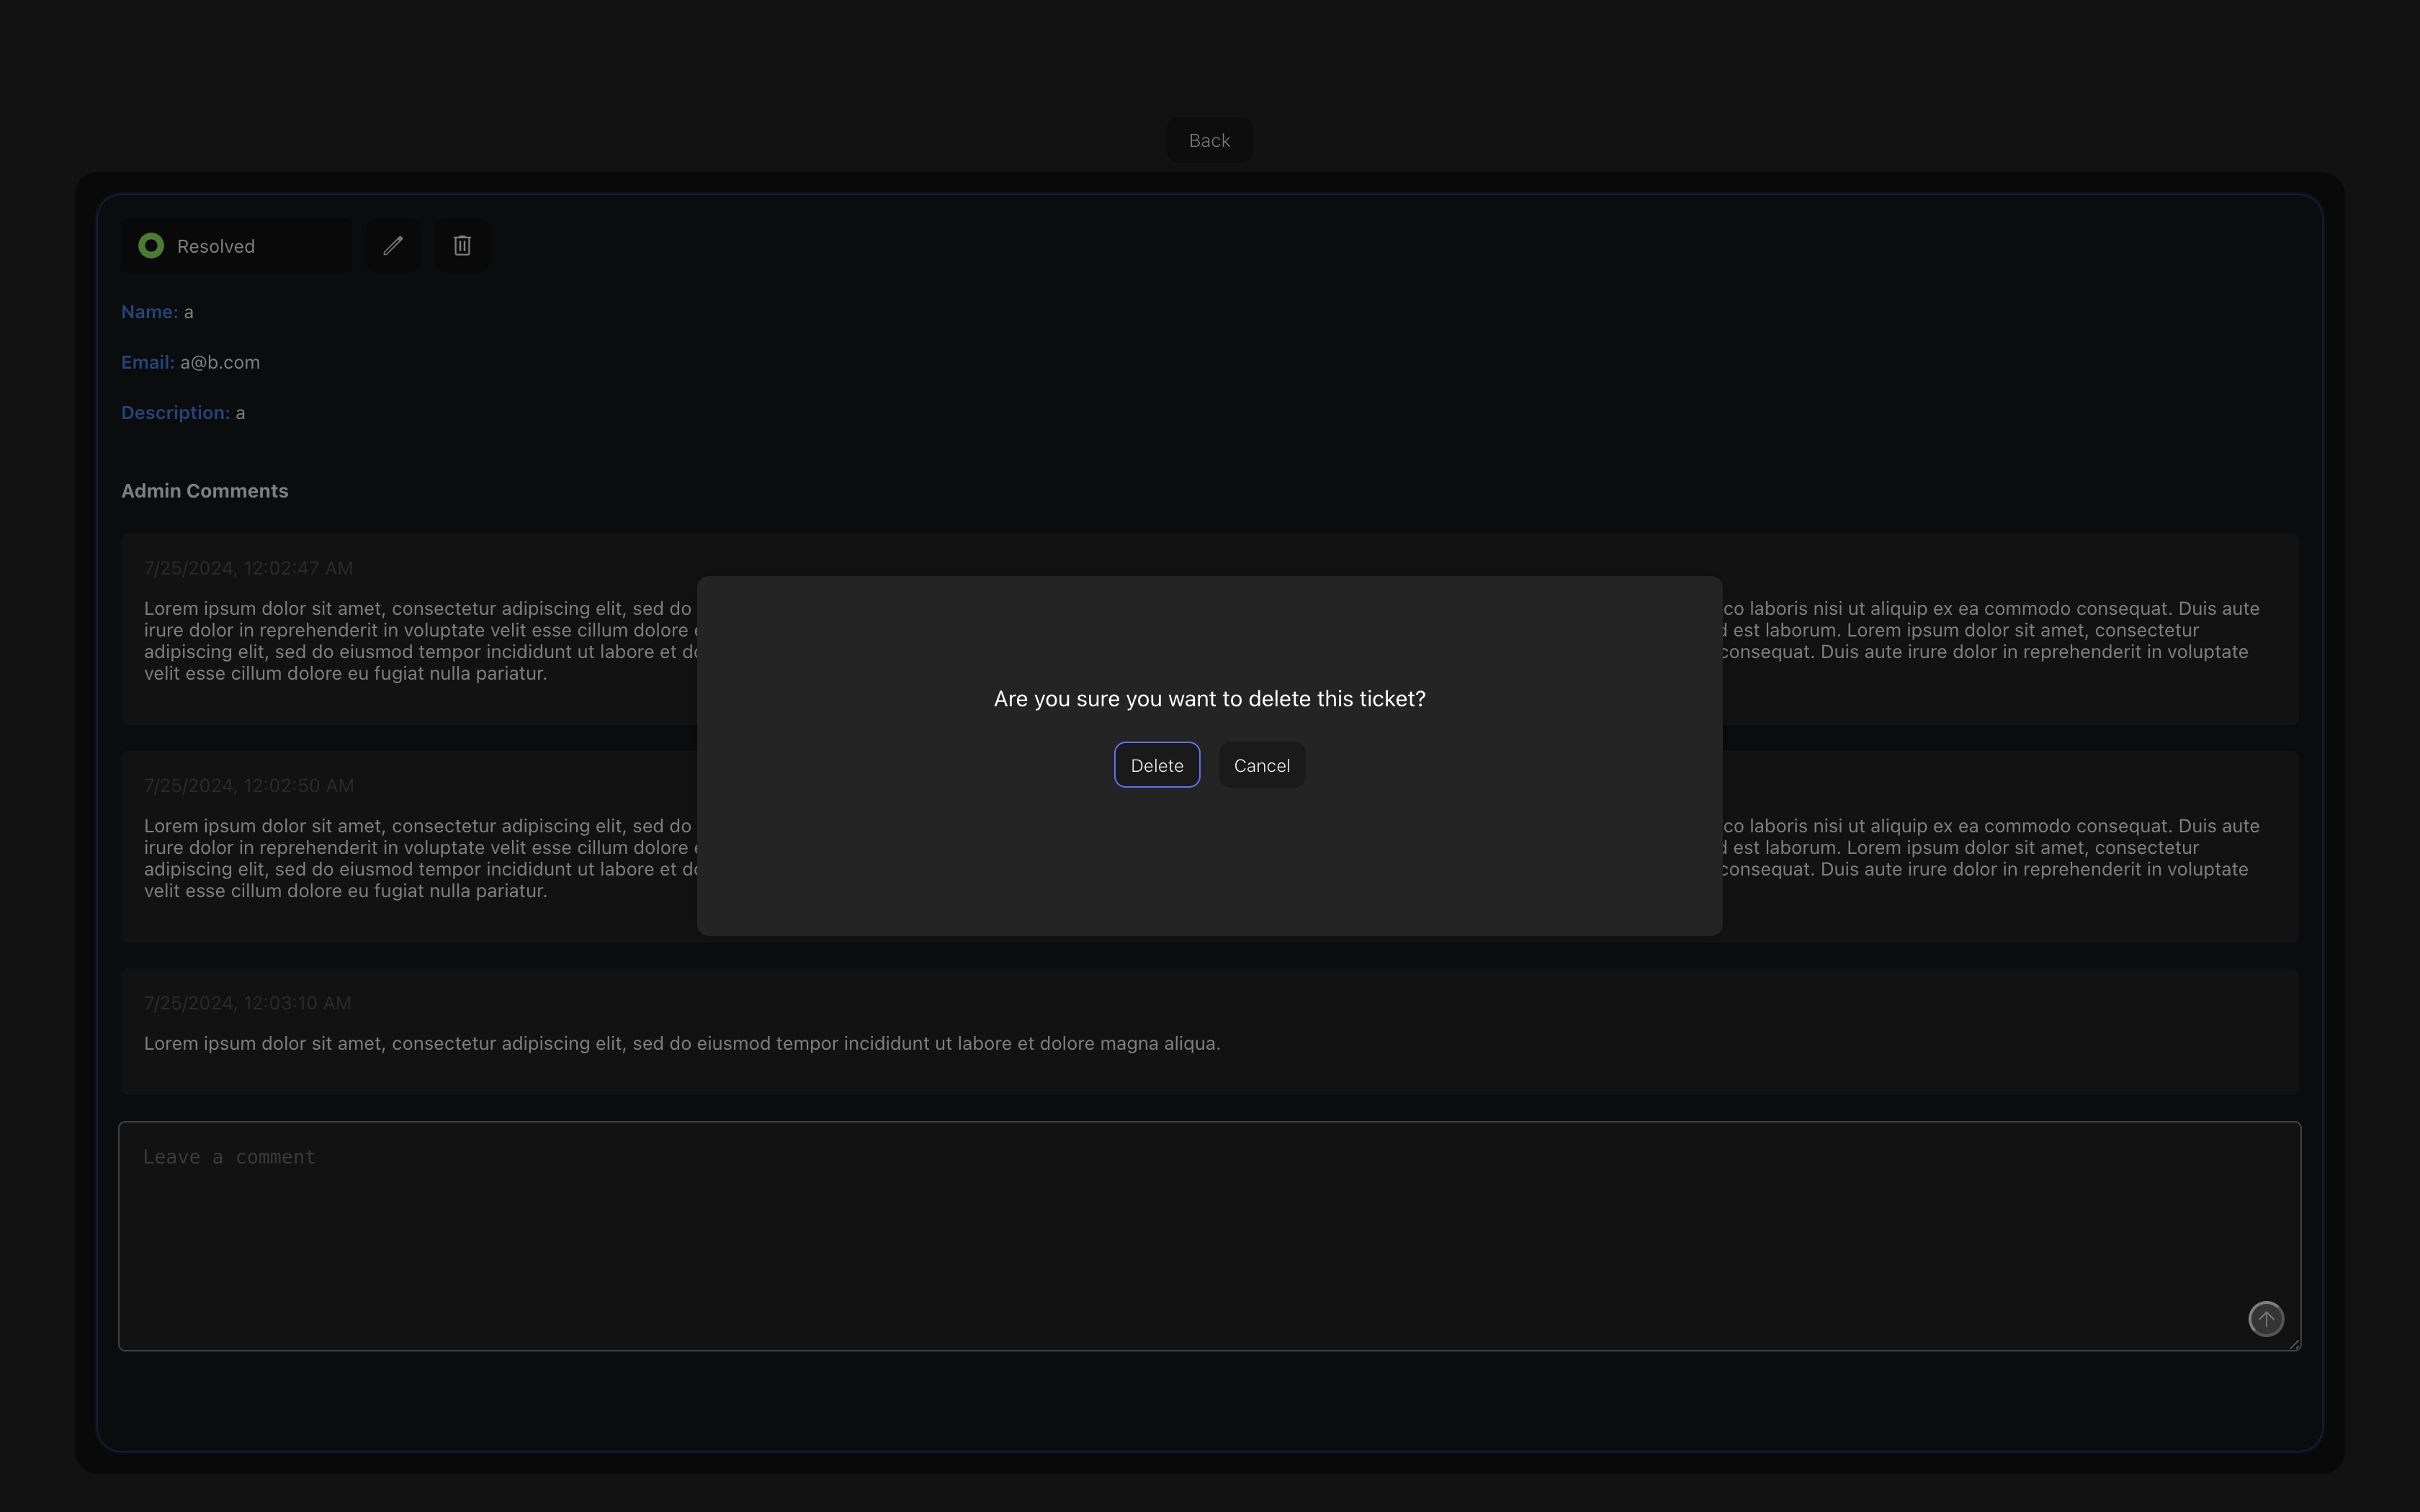 Back
Resolved
Name: a
Email: a@b.com
Description: a
Admin Comments
7/25/2024, 12:02:47 AM
Lorem ipsum dolor sit amet, consectetur adipiscing elit, sed do co laboris nisi ut aliquip ex ea commodo consequat. Duis aute
irure dolor in reprehenderit in voluptate velit esse cillum dolore est laborum. Lorem ipsum dolor sit amet, consectetur
adipiscing elit, sed do eiusmod tempor incididunt ut labore et consequat. Duis aute irure dolor in reprehenderit in voluptate
velit esse cillum dolore eu fugiat nulla pariatur.
Are you sure you want to delete this ticket?
Delete Cancel
7/25/2024, 12:02:50 AM
Lorem ipsum dolor sit amet, consectetur adipiscing elit, sed do co laboris nisi ut aliquip ex ea commodo consequat. Duis aute
irure dolor in reprehenderit in voluptate velit esse cillum dolore est laborum. Lorem ipsum dolor sit amet, consectetur
adipiscing elit, sed do eiusmod tempor incididunt ut labore et consequat. Duis aute irure dolor in reprehenderit in voluptate
velit esse cillum dolore eu fugiat nulla pariatur.
7/25/2024, 12:03:10 AM
Lorem ipsum dolor sit amet, consectetur adipiscing elit, sed do eiusmod tempor incididunt ut labore et dolore magna aliqua.
Leave a comment